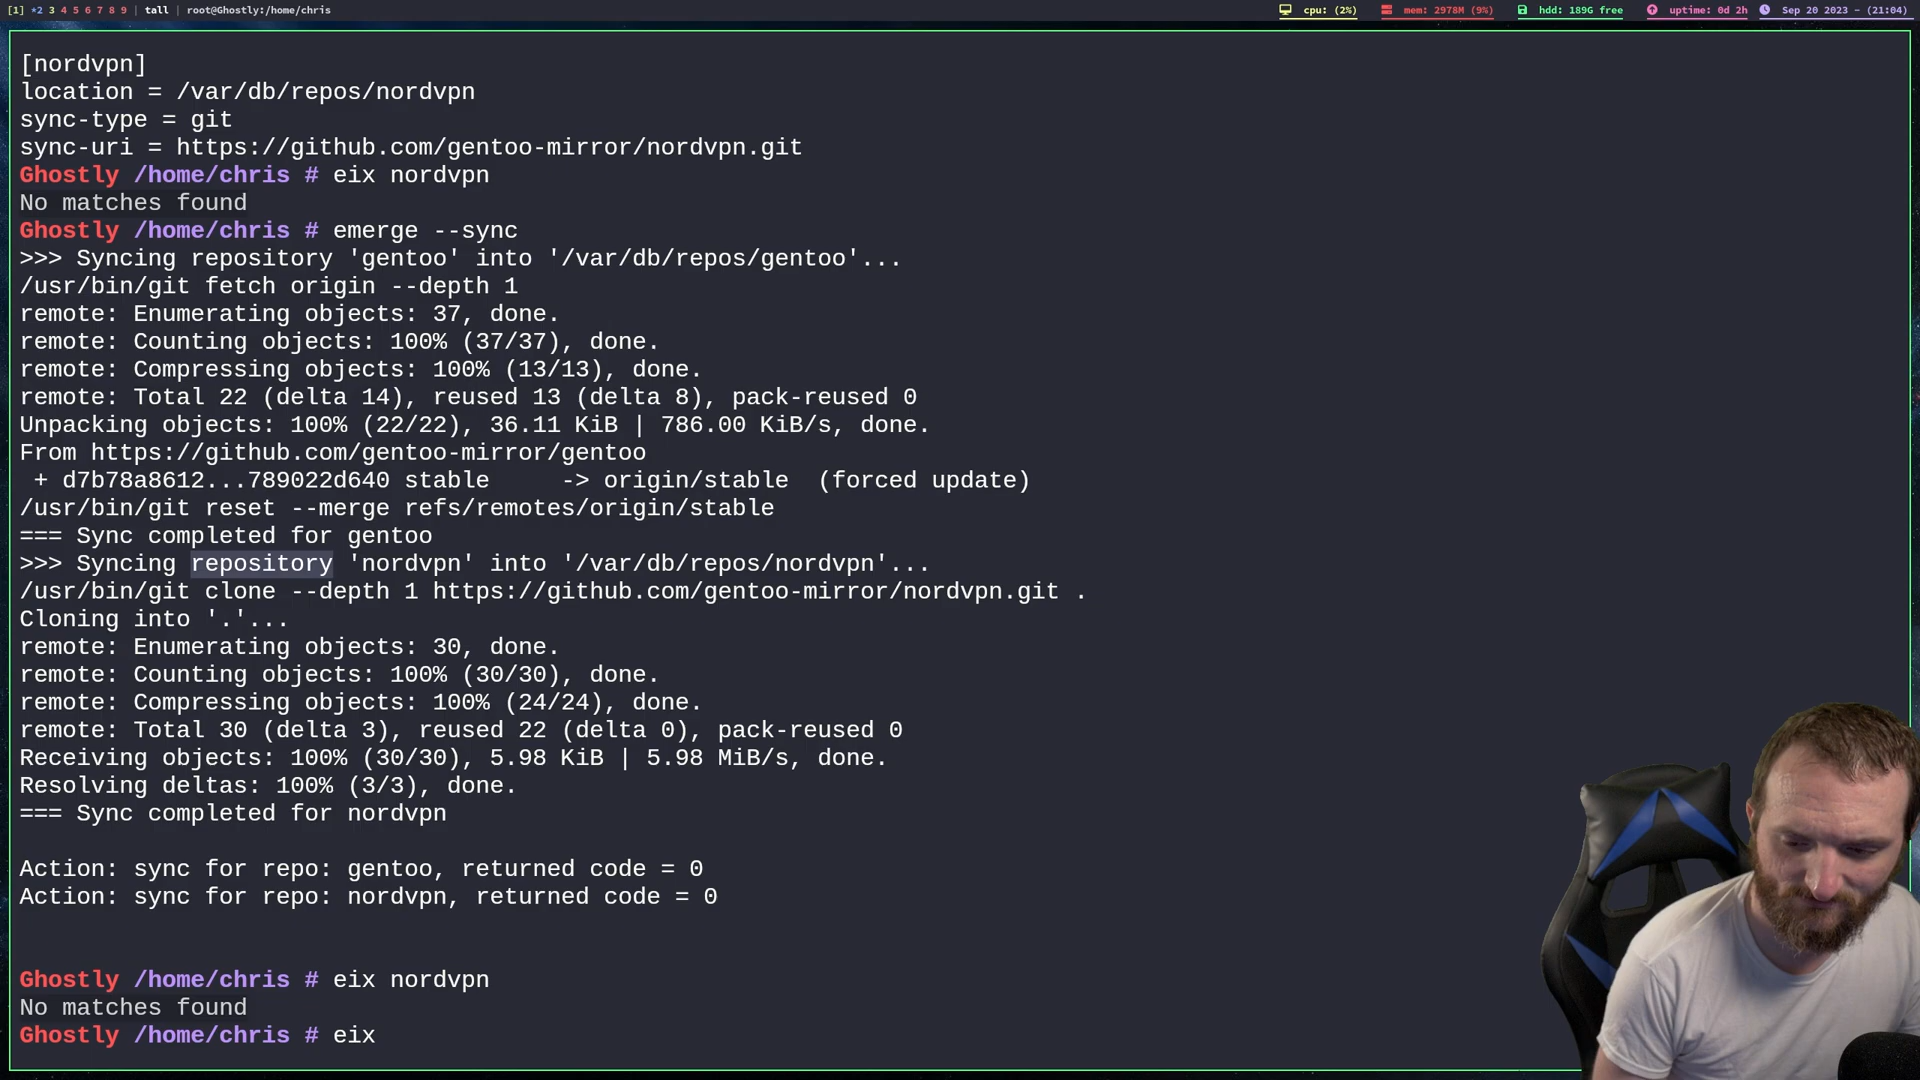 [1] *2 3 4 5 6 7 8 9 | tall | root@Ghostly:/home/chris
cpu: (2%) mem: 2978M (9%) hdd: 189G free uptime: 0d 2h Sep 20 2023 - (21:04)
[nordvpn]
location = /var/db/repos/nordvpn
sync-type = git
sync-uri = https://github.com/gentoo-mirror/nordvpn.git
Ghostly /home/chris # eix nordvpn
No matches found
Ghostly /home/chris # emerge --sync
>>> Syncing repository 'gentoo' into '/var/db/repos/gentoo'...
/usr/bin/git fetch origin --depth 1
remote: Enumerating objects: 37, done.
remote: Counting objects: 100% (37/37), done.
remote: Compressing objects: 100% (13/13), done.
remote: Total 22 (delta 14), reused 13 (delta 8), pack-reused 0
Unpacking objects: 100% (22/22), 36.11 KiB | 786.00 KiB/s, done.
From https://github.com/gentoo-mirror/gentoo
 + d7b78a8612...789022d640 stable     -> origin/stable  (forced update)
/usr/bin/git reset --merge refs/remotes/origin/stable
=== Sync completed for gentoo
>>> Syncing repository 'nordvpn' into '/var/db/repos/nordvpn'...
/usr/bin/git clone --depth 1 https://github.com/gentoo-mirror/nordvpn.git .
Cloning into '.'...
remote: Enumerating objects: 30, done.
remote: Counting objects: 100% (30/30), done.
remote: Compressing objects: 100% (24/24), done.
remote: Total 30 (delta 3), reused 22 (delta 0), pack-reused 0
Receiving objects: 100% (30/30), 5.98 KiB | 5.98 MiB/s, done.
Resolving deltas: 100% (3/3), done.
=== Sync completed for nordvpn
Action: sync for repo: gentoo, returned code = 0
Action: sync for repo: nordvpn, returned code = 0
Ghostly /home/chris # eix nordvpn
No matches found
Ghostly /home/chris # eix